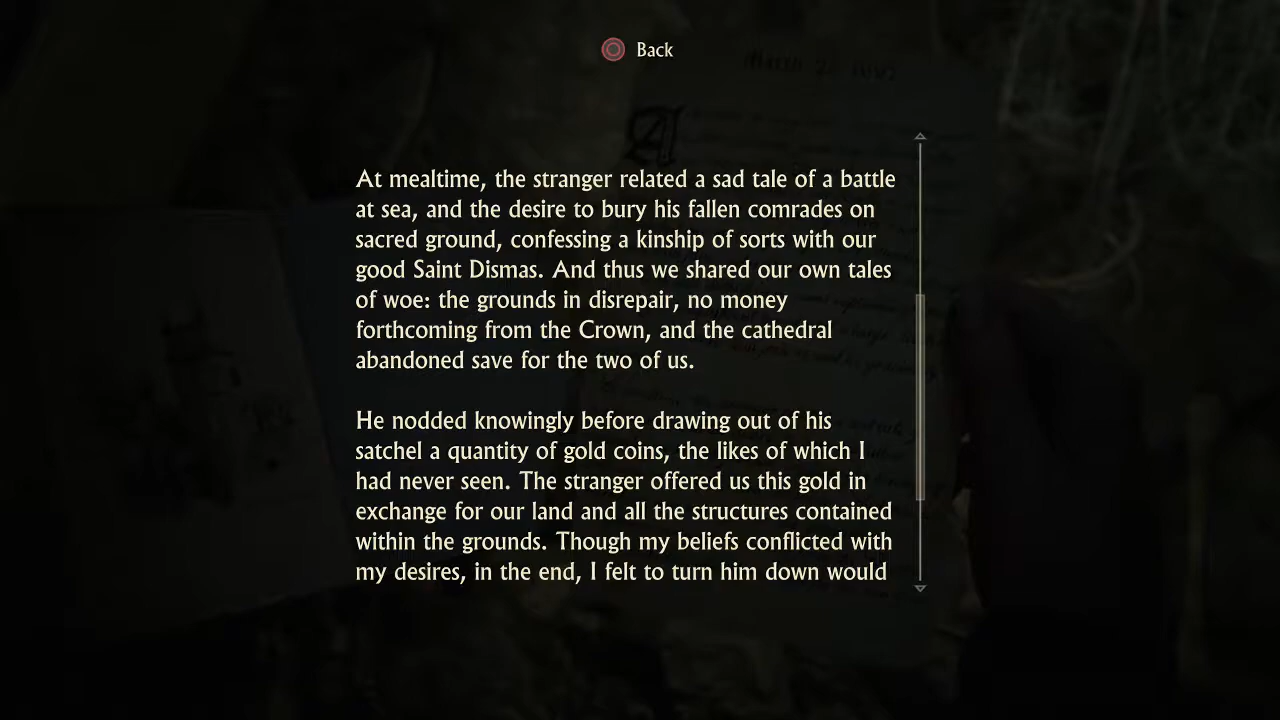 Back
At mealtime, the stranger related a sad tale of a battle
at sea, and the desire to bury his fallen comrades on
sacred ground, confessing a kinship of sorts with our
good Saint Dismas. And thus we shared our own tales
of woe: the grounds in disrepair, no money
forthcoming from the Crown, and the cathedral
abandoned save for the two of us.
He nodded knowingly before drawing out of his
satchel a quantity of gold coins, the likes of which I
had never seen. The stranger offered us this gold in
exchange for our land and all the structures contained
within the grounds. Though my beliefs conflicted with
my desires, in the end, I felt to turn him down would